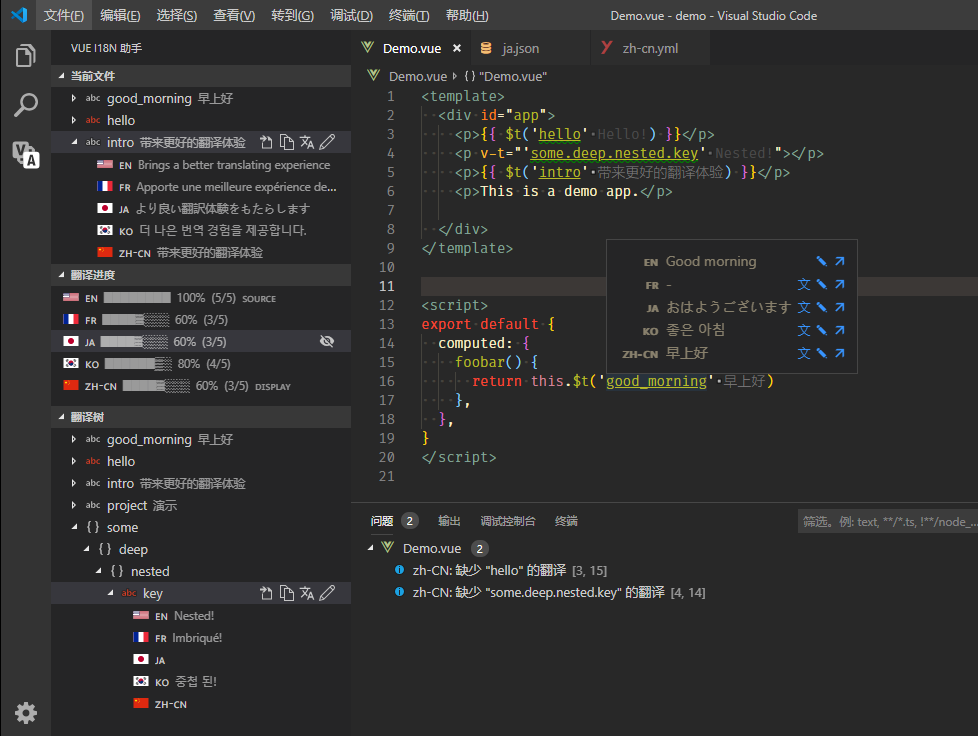 文件(F) 编辑(E) 选择(S) 查看(V) 转到(G) 调试(D) 终端(T) 帮助(H) Demo.vue - demo - Visual Studio Code
VUE I18N 助手
当前文件
abc good_morning 早上好
abc hello
abc intro 带来更好的翻译体验
EN Brings a better translating experience
FR Apporte une meilleure expérience de...
JA より良い翻訳体験をもたらします
KO 더 나은 번역 경험을 제공합니다.
ZH-CN 带来更好的翻译体验
翻译进度
EN 100% (5/5) SOURCE
FR 60% (3/5)
JA 60% (3/5)
KO 80% (4/5)
ZH-CN 60% (3/5) DISPLAY
翻译树
abc good_morning 早上好
abc hello
abc intro 带来更好的翻译体验
abc project 演示
{} some
{} deep
{} nested
abc key
EN Nested!
FR Imbriqué!
JA
KO 중첩 된!
ZH-CN
Demo.vue × ja.json zh-cn.yml
Demo.vue {} "Demo.vue"
1 <template>
2 <div id="app">
3 <p>{{ $t('hello' Hello!) }}</p>
4 <p v-t="'some.deep.nested.key' Nested!"></p>
5 <p>{{ $t('intro' 带来更好的翻译体验) }}</p>
6 <p>This is a demo app.</p>
7
8 </div>
9 </template>
10
11
12 <script>
13 export default {
14 computed: {
15 foobar() {
16 return this.$t('good_morning' 早上好)
17 },
18 },
19 }
20 </script>
21
EN Good morning
FR - 文
JA おはようございます 文
KO 좋은 아침 文
ZH-CN 早上好 文
问题 2 输出 调试控制台 终端 筛选。例: text, **/*.ts, !**/node_...
Demo.vue 2
zh-CN: 缺少 "hello" 的翻译 [3, 15]
zh-CN: 缺少 "some.deep.nested.key" 的翻译 [4, 14]